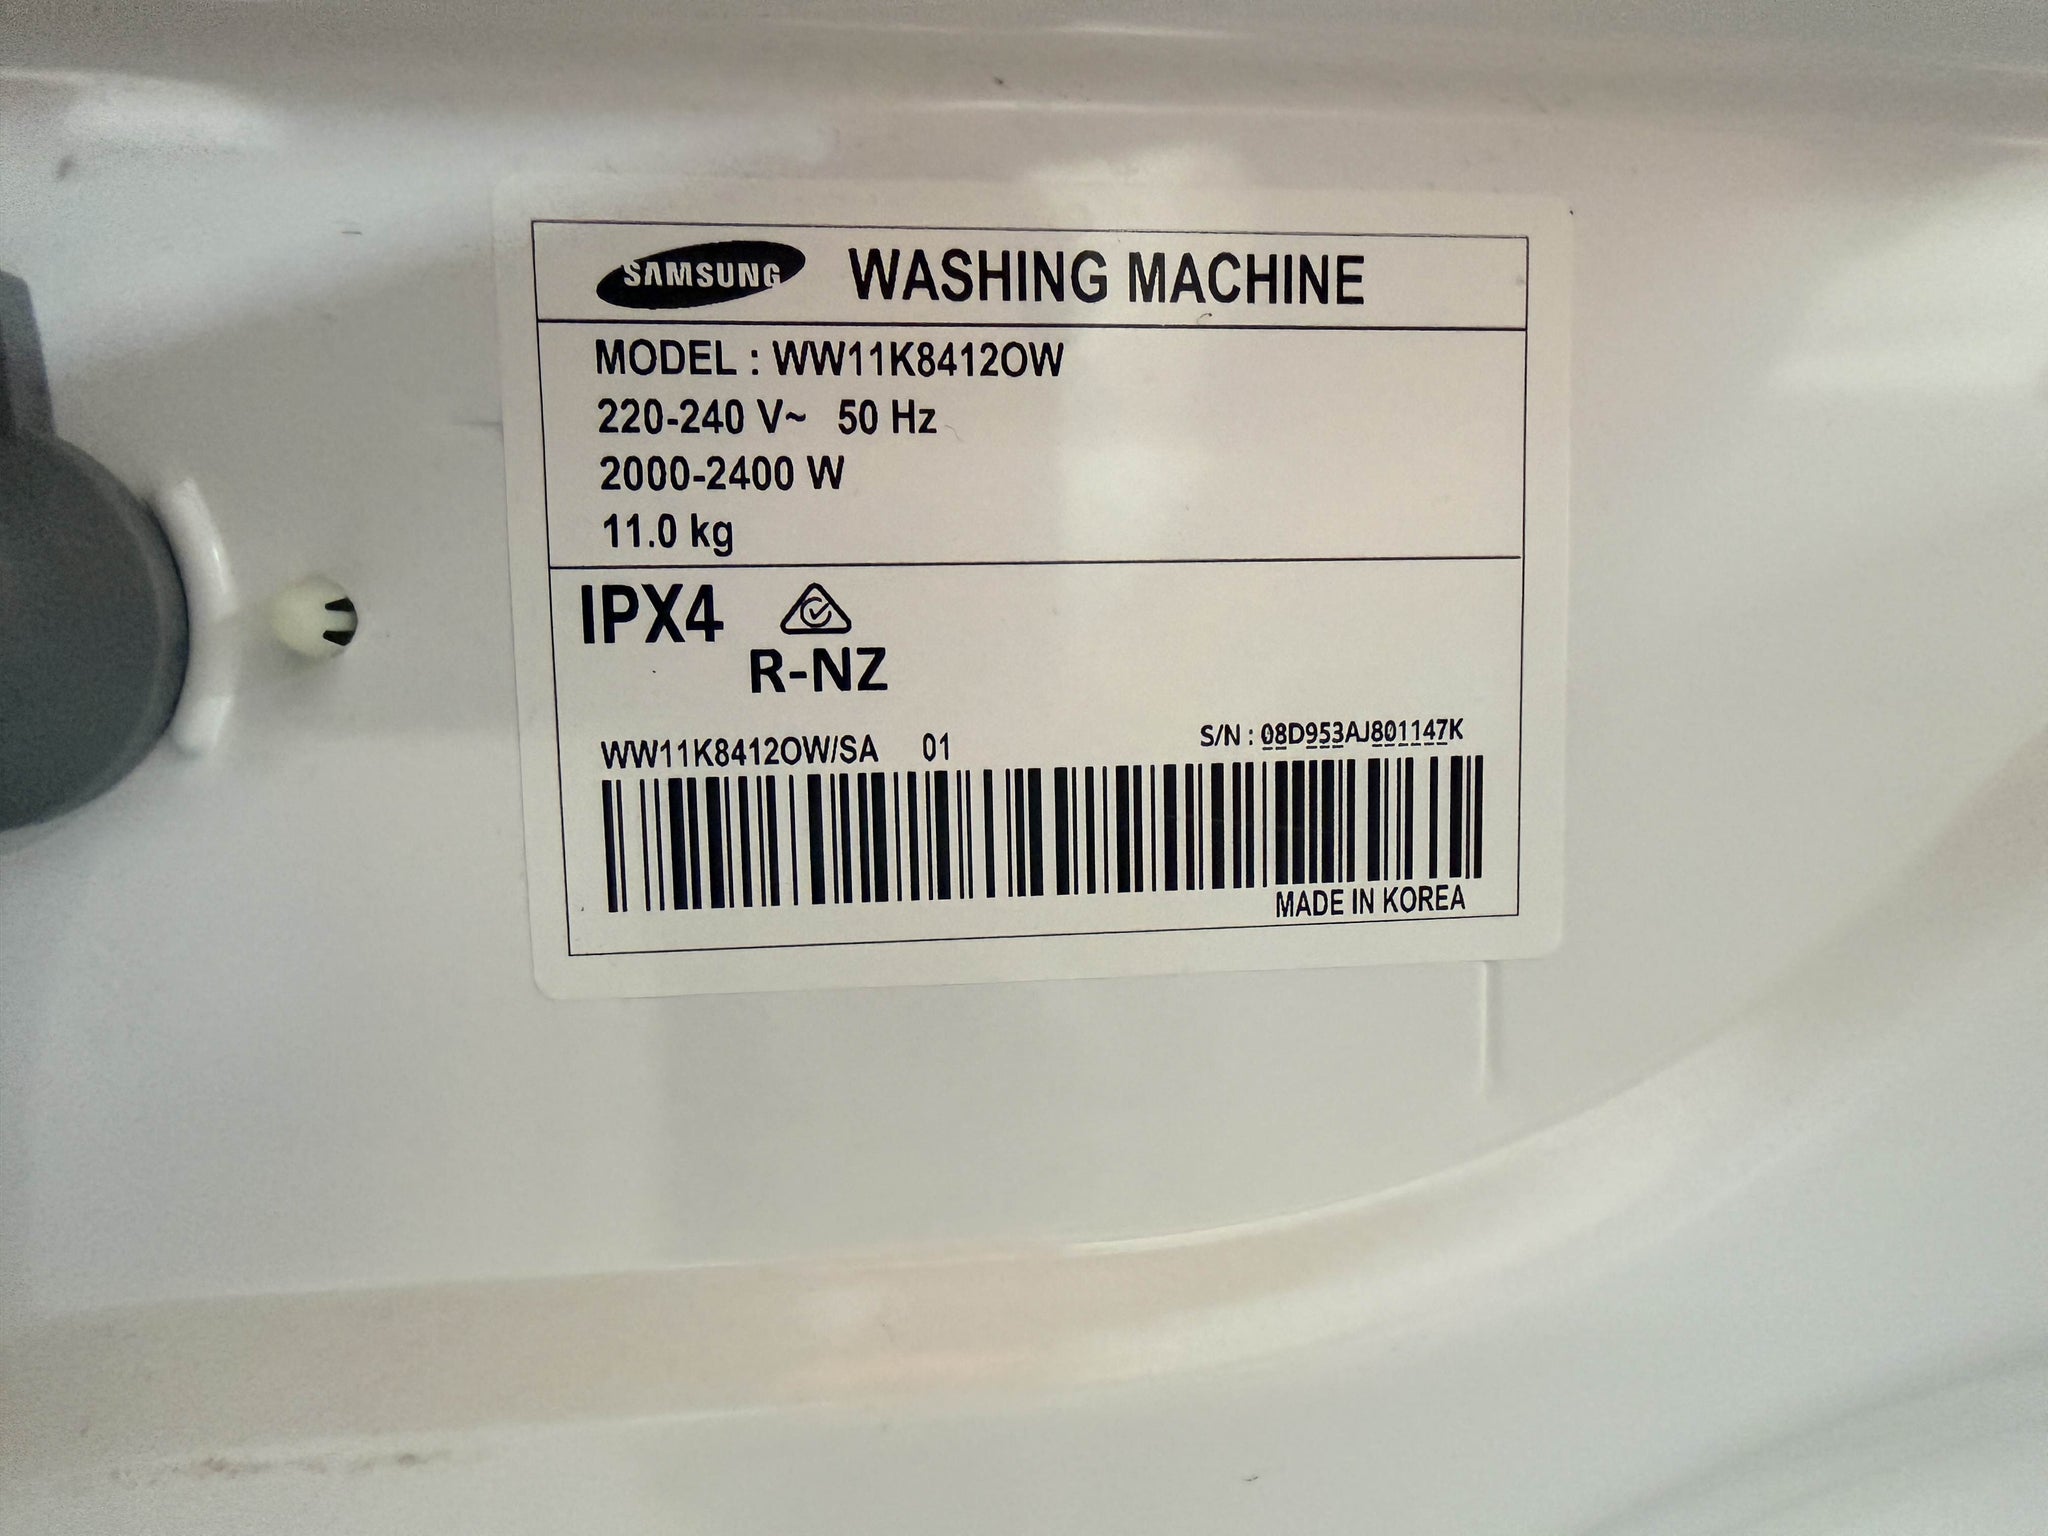 SAMSUNG WASHING MACHINE
MODEL : WW11K8412OW
220-240 V~ 50 Hz
2000-2400 W
11.0 kg
IPX4
R-NZ
WW11K8412OW/SA 01 S/N : 08D953AJ801147K
MADE IN KOREA